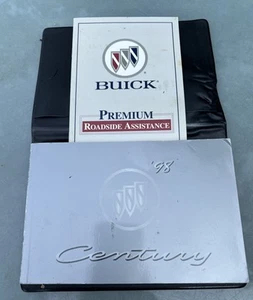 BUICK
PREMIUM
ROADSIDE ASSISTANCE
'98
Century